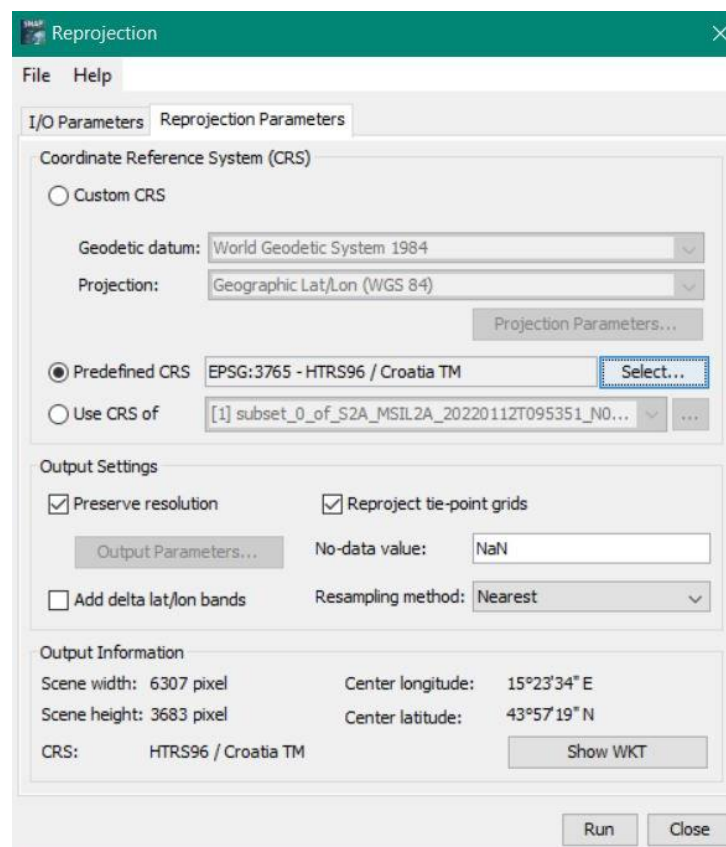 SNAP Reprojection
File Help
I/O Parameters Reprojection Parameters
Coordinate Reference System (CRS)
Custom CRS
Geodetic datum: World Geodetic System 1984
Projection: Geographic Lat/Lon (WGS 84)
Projection Parameters...
Predefined CRS EPSG:3765 - HTRS96 / Croatia TM Select...
Use CRS of [1] subset_0_of_S2A_MSIL2A_20220112T095351_N0... ...
Output Settings
Preserve resolution Reproject tie-point grids
Output Parameters... No-data value: NaN
Add delta lat/lon bands Resampling method: Nearest
Output Information
Scene width: 6307 pixel Center longitude: 15°23'34" E
Scene height: 3683 pixel Center latitude: 43°57'19" N
CRS: HTRS96 / Croatia TM Show WKT
Run Close